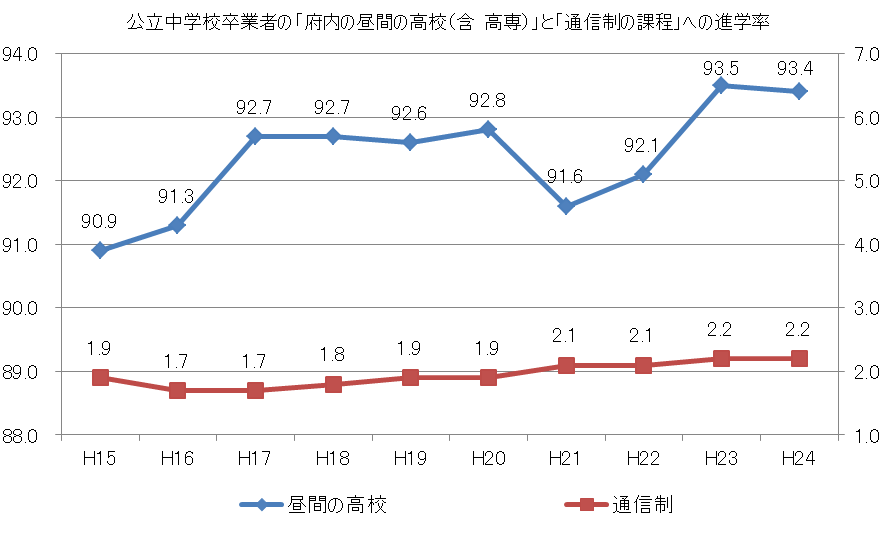 公立中学校卒業者の「府内の昼間の高校(含 高専)」と「通信制の課程」への進学率
94.0 7.0
93.5 93.4
92.7 92.7 92.6 92.8
93.0 6.0
92.1
91.6
92.0 5.0
91.3
90.9
91.0 4.0
90.0 3.0
1.9 1.7 1.7 1.8 1.9 1.9 2.1 2.1 2.2 2.2
89.0 2.0
88.0 1.0
H15 H16 H17 H18 H19 H20 H21 H22 H23 H24
昼間の高校 通信制